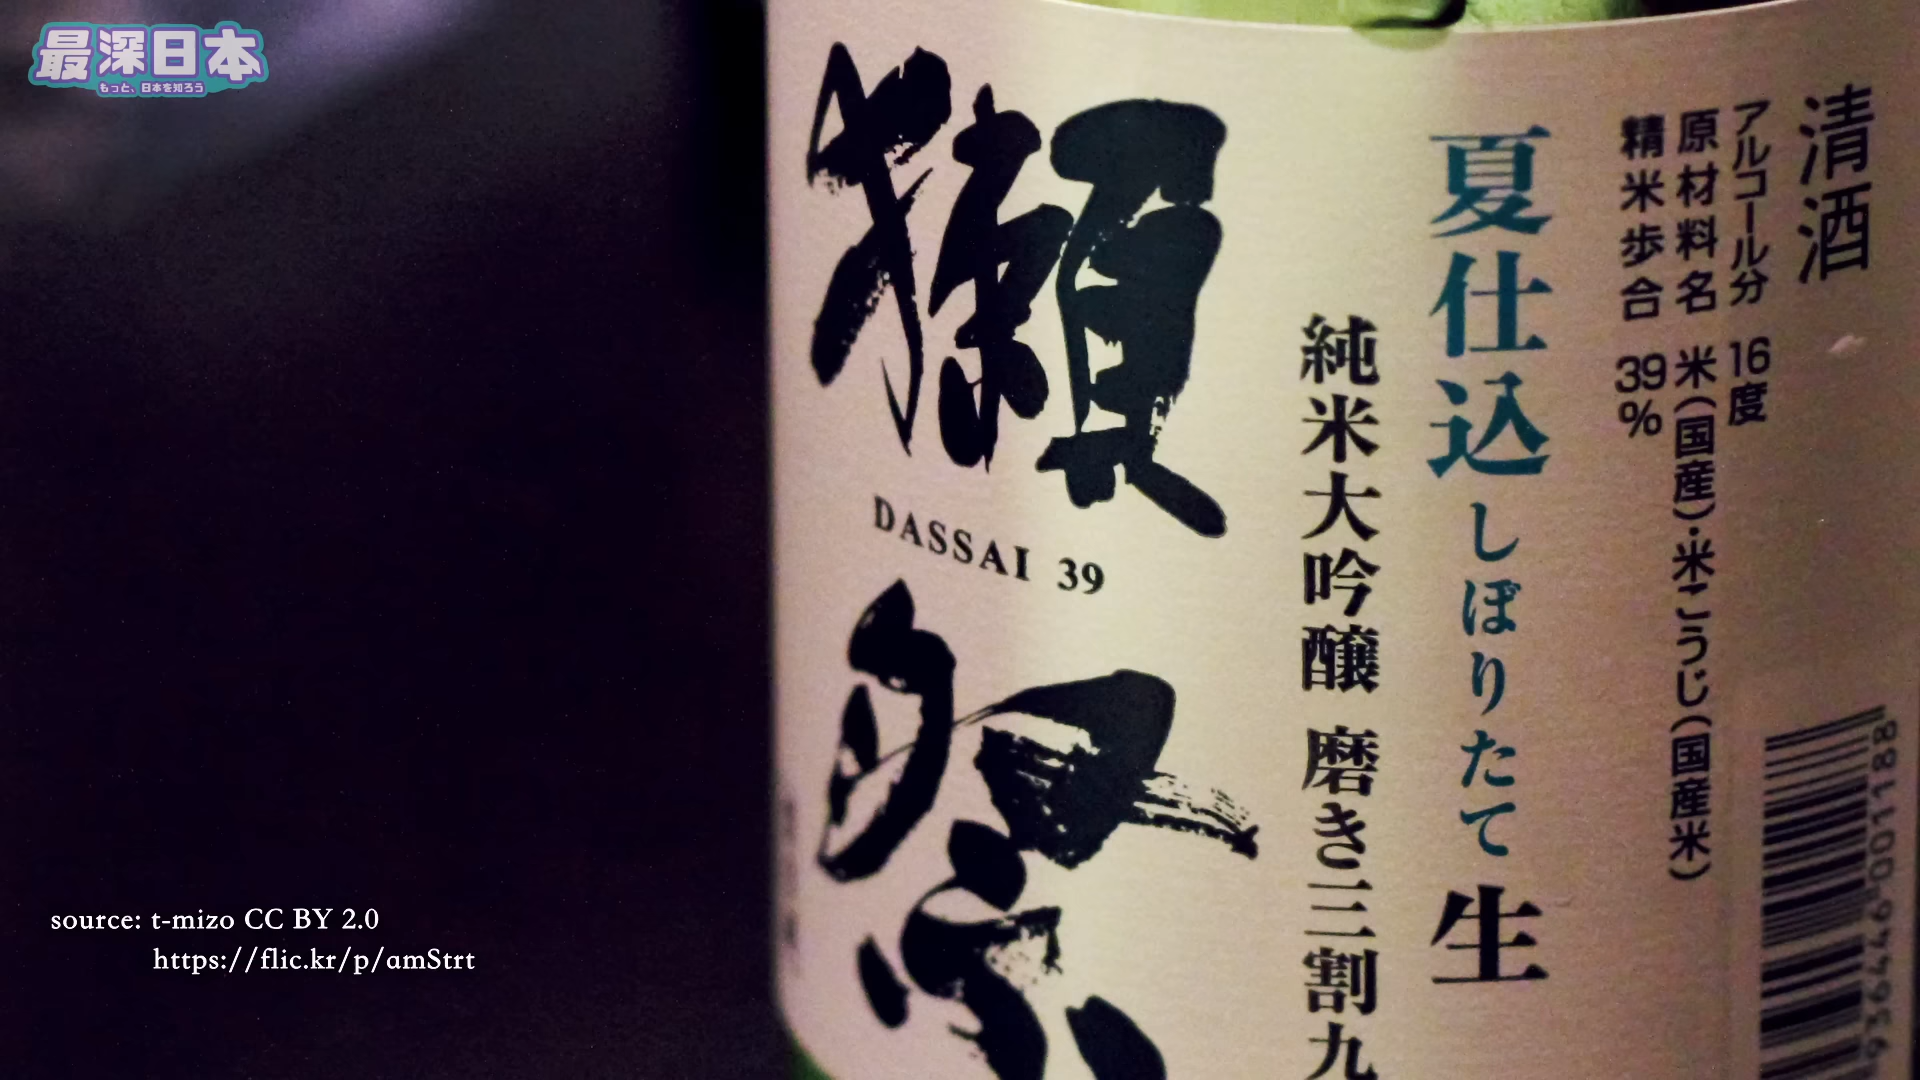 最深日本
もっと、日本を知ろう
清酒
アルコール分 16度
原材料名 米(国産)・米こうじ(国産米)
精米歩合 39%
夏仕込しぼりたて生
純米大吟醸 磨き三割九
獺祭
DASSAI 39
936446 001188
source: t-mizo CC BY 2.0
https://flic.kr/p/amStrt